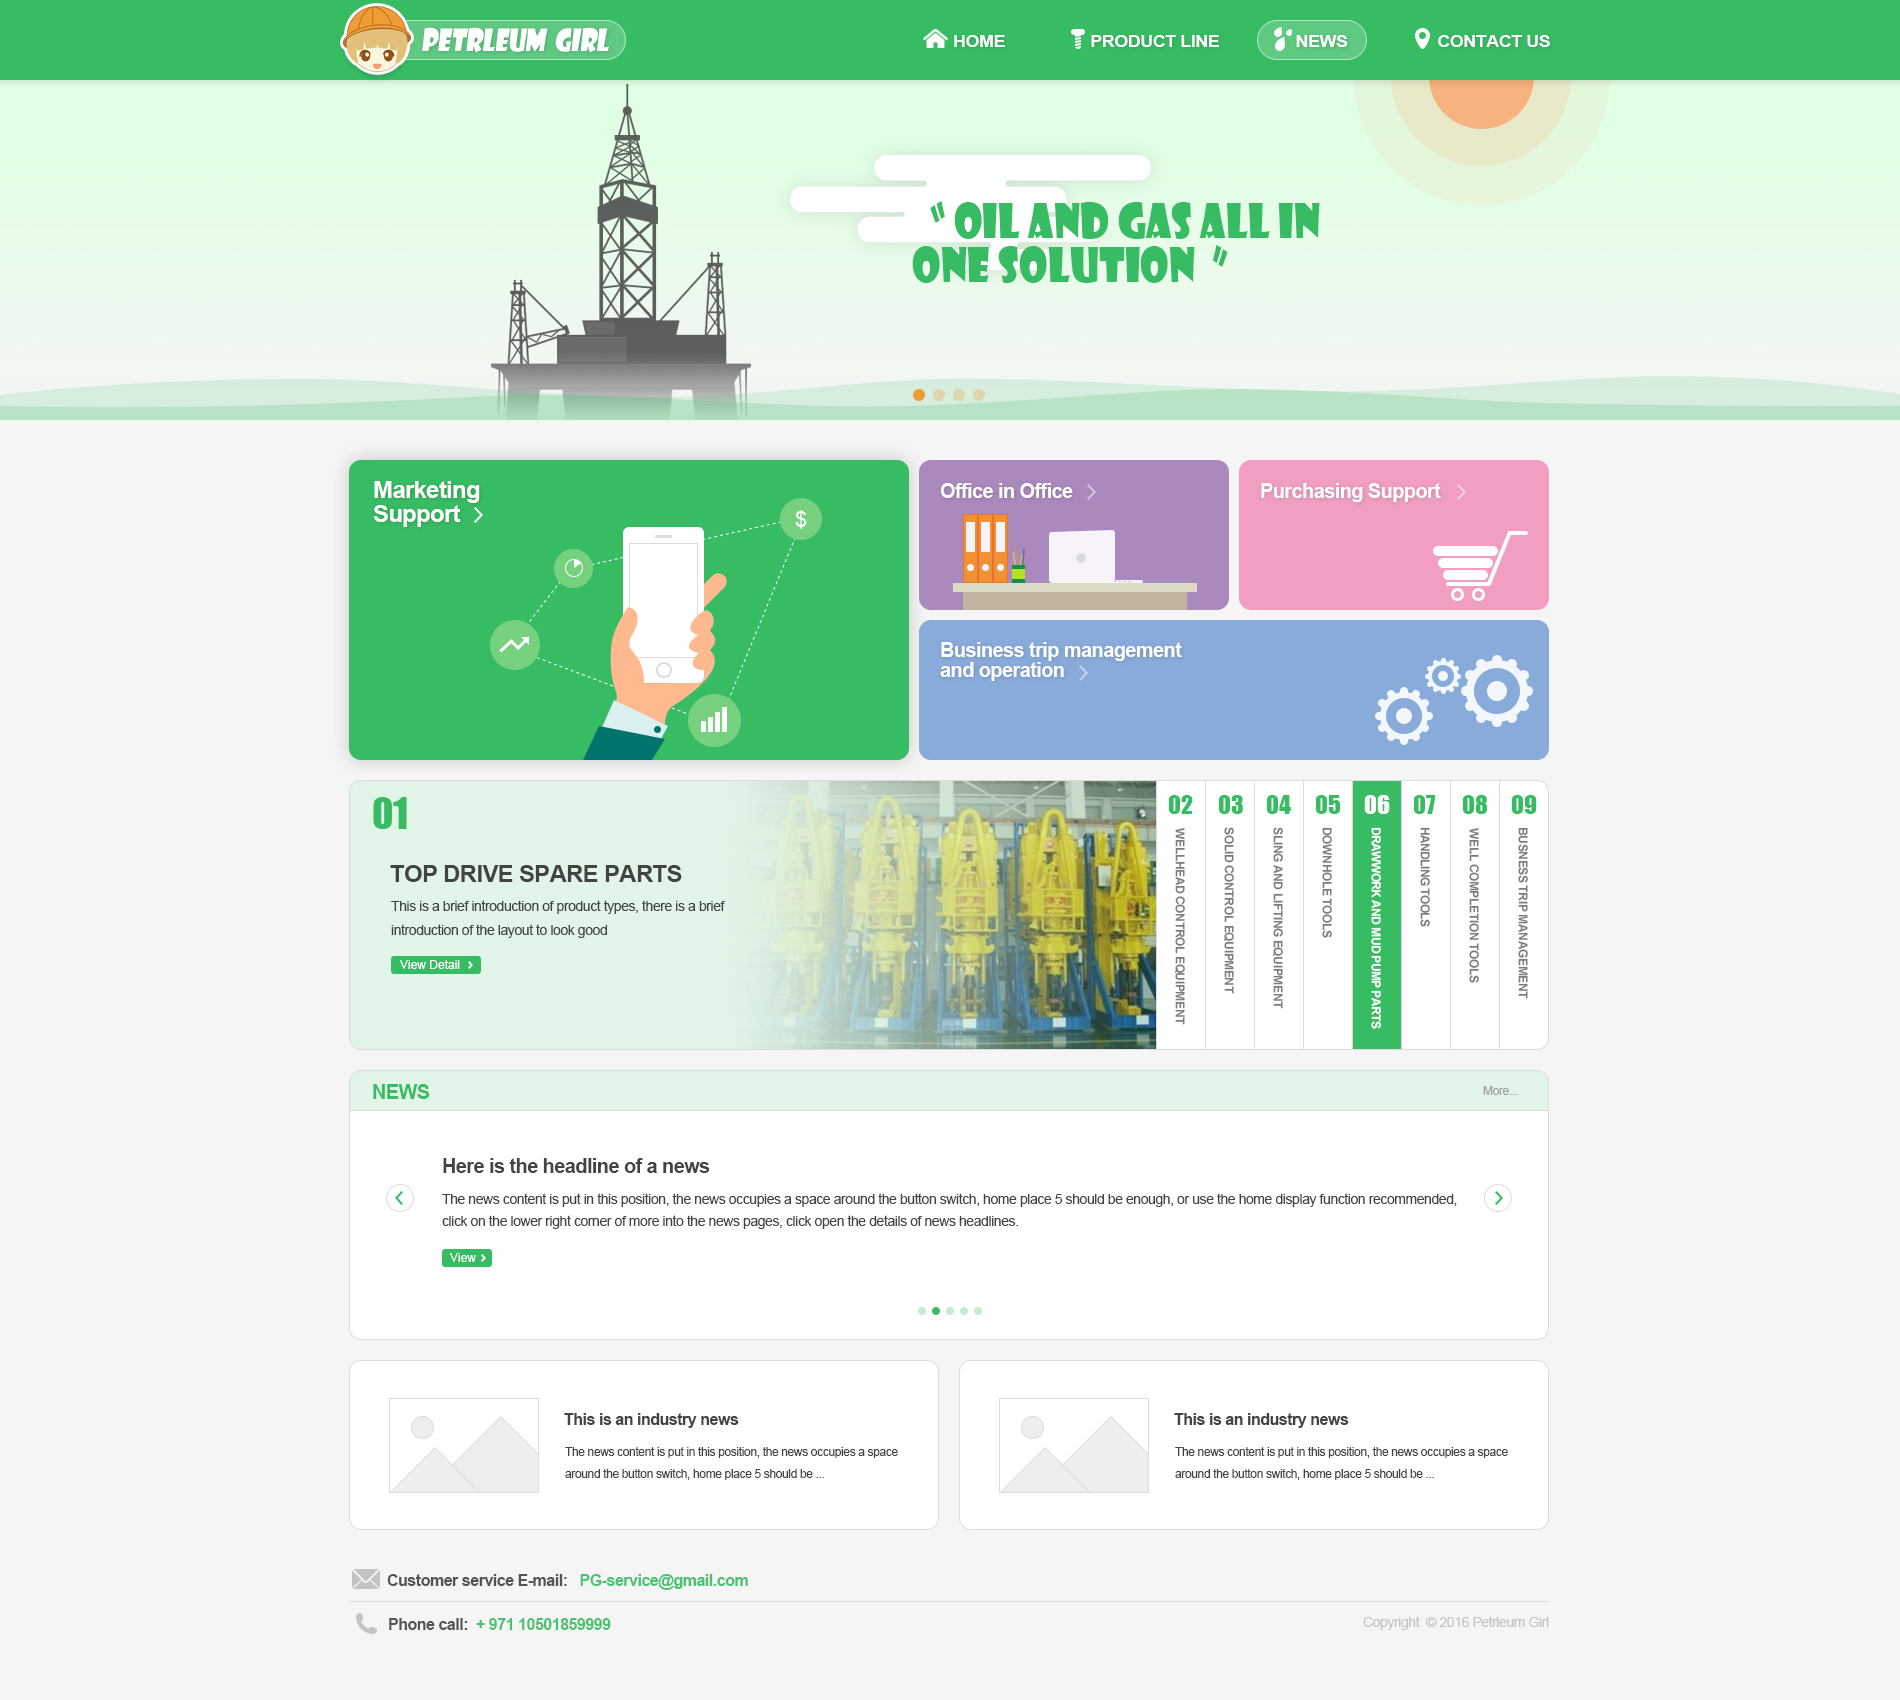 PETRLEUM GIRL
HOME
PRODUCT LINE
NEWS
CONTACT US
" OIL AND GAS ALL IN
ONE SOLUTION "
Marketing
Support
$
Office in Office
Purchasing Support
Business trip management
and operation
01
TOP DRIVE SPARE PARTS
This is a brief introduction of product types, there is a brief
introduction of the layout to look good
View Detail
02
WELLHEAD CONTROL EQUIPMENT
03
SOLID CONTROL EQUIPMENT
04
SLING AND LIFTING EQUIPMENT
05
DOWNHOLE TOOLS
06
DRAWWORK AND MUD PUMP PARTS
07
HANDLING TOOLS
08
WELL COMPLETION TOOLS
09
BUSNESS TRIP MANAGEMENT
NEWS
More...
Here is the headline of a news
The news content is put in this position, the news occupies a space around the button switch, home place 5 should be enough, or use the home display function recommended,
click on the lower right corner of more into the news pages, click open the details of news headlines.
View
This is an industry news
The news content is put in this position, the news occupies a space
around the button switch, home place 5 should be ...
This is an industry news
The news content is put in this position, the news occupies a space
around the button switch, home place 5 should be ...
Customer service E-mail: PG-service@gmail.com
Phone call: + 971 10501859999
Copyright © 2016 Petrleum Girl